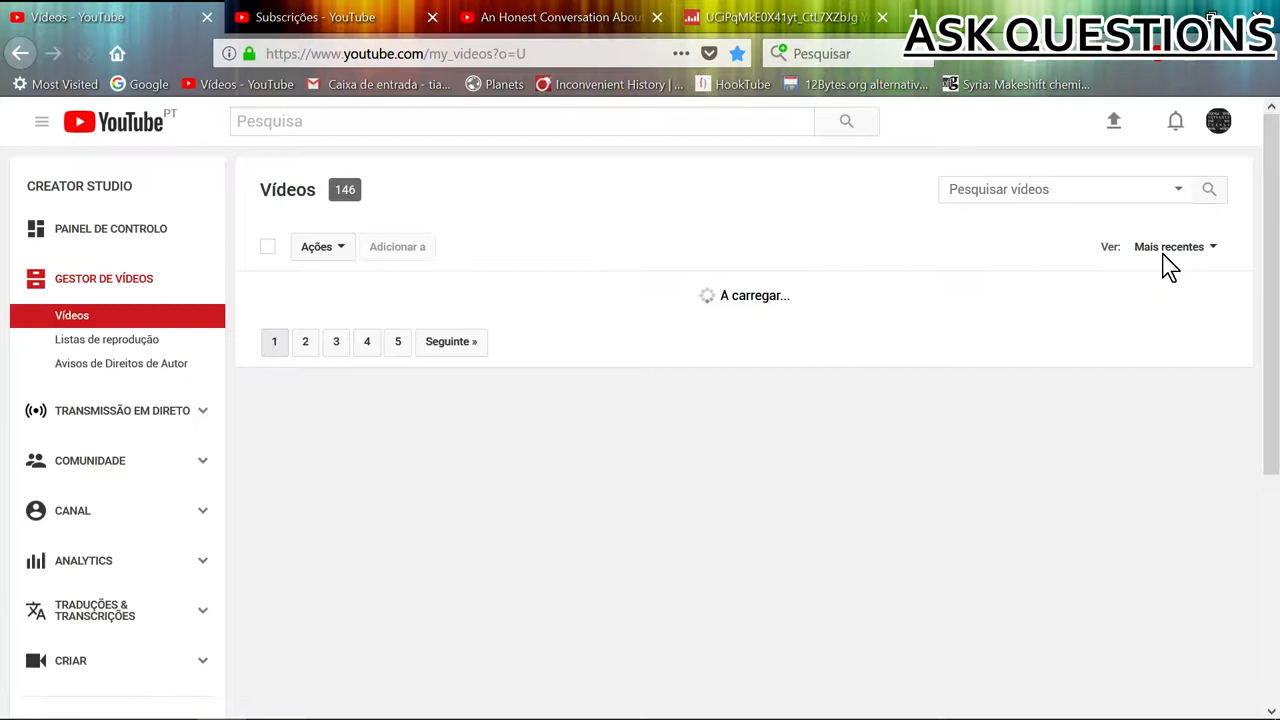 Vídeos - YouTube
Subscrições - YouTube
An Honest Conversation Abou
UCiPqMkE0X41yt_CtL7XZbJg Y
ASK QUESTIONS
https://www.youtube.com/my_videos?o=U
Pesquisar
Most Visited
Google
Vídeos - YouTube
Caixa de entrada - tia...
Planets
Inconvenient History | ...
HookTube
12Bytes.org alternativ...
Syria: Makeshift chemi...
YouTube PT
Pesquisa
CREATOR STUDIO
PAINEL DE CONTROLO
GESTOR DE VÍDEOS
Vídeos
Listas de reprodução
Avisos de Direitos de Autor
TRANSMISSÃO EM DIRETO
COMUNIDADE
CANAL
ANALYTICS
TRADUÇÕES &
TRANSCRIÇÕES
CRIAR
Vídeos 146
Pesquisar vídeos
Ações
Adicionar a
Ver: Mais recentes
A carregar...
1 2 3 4 5 Seguinte »